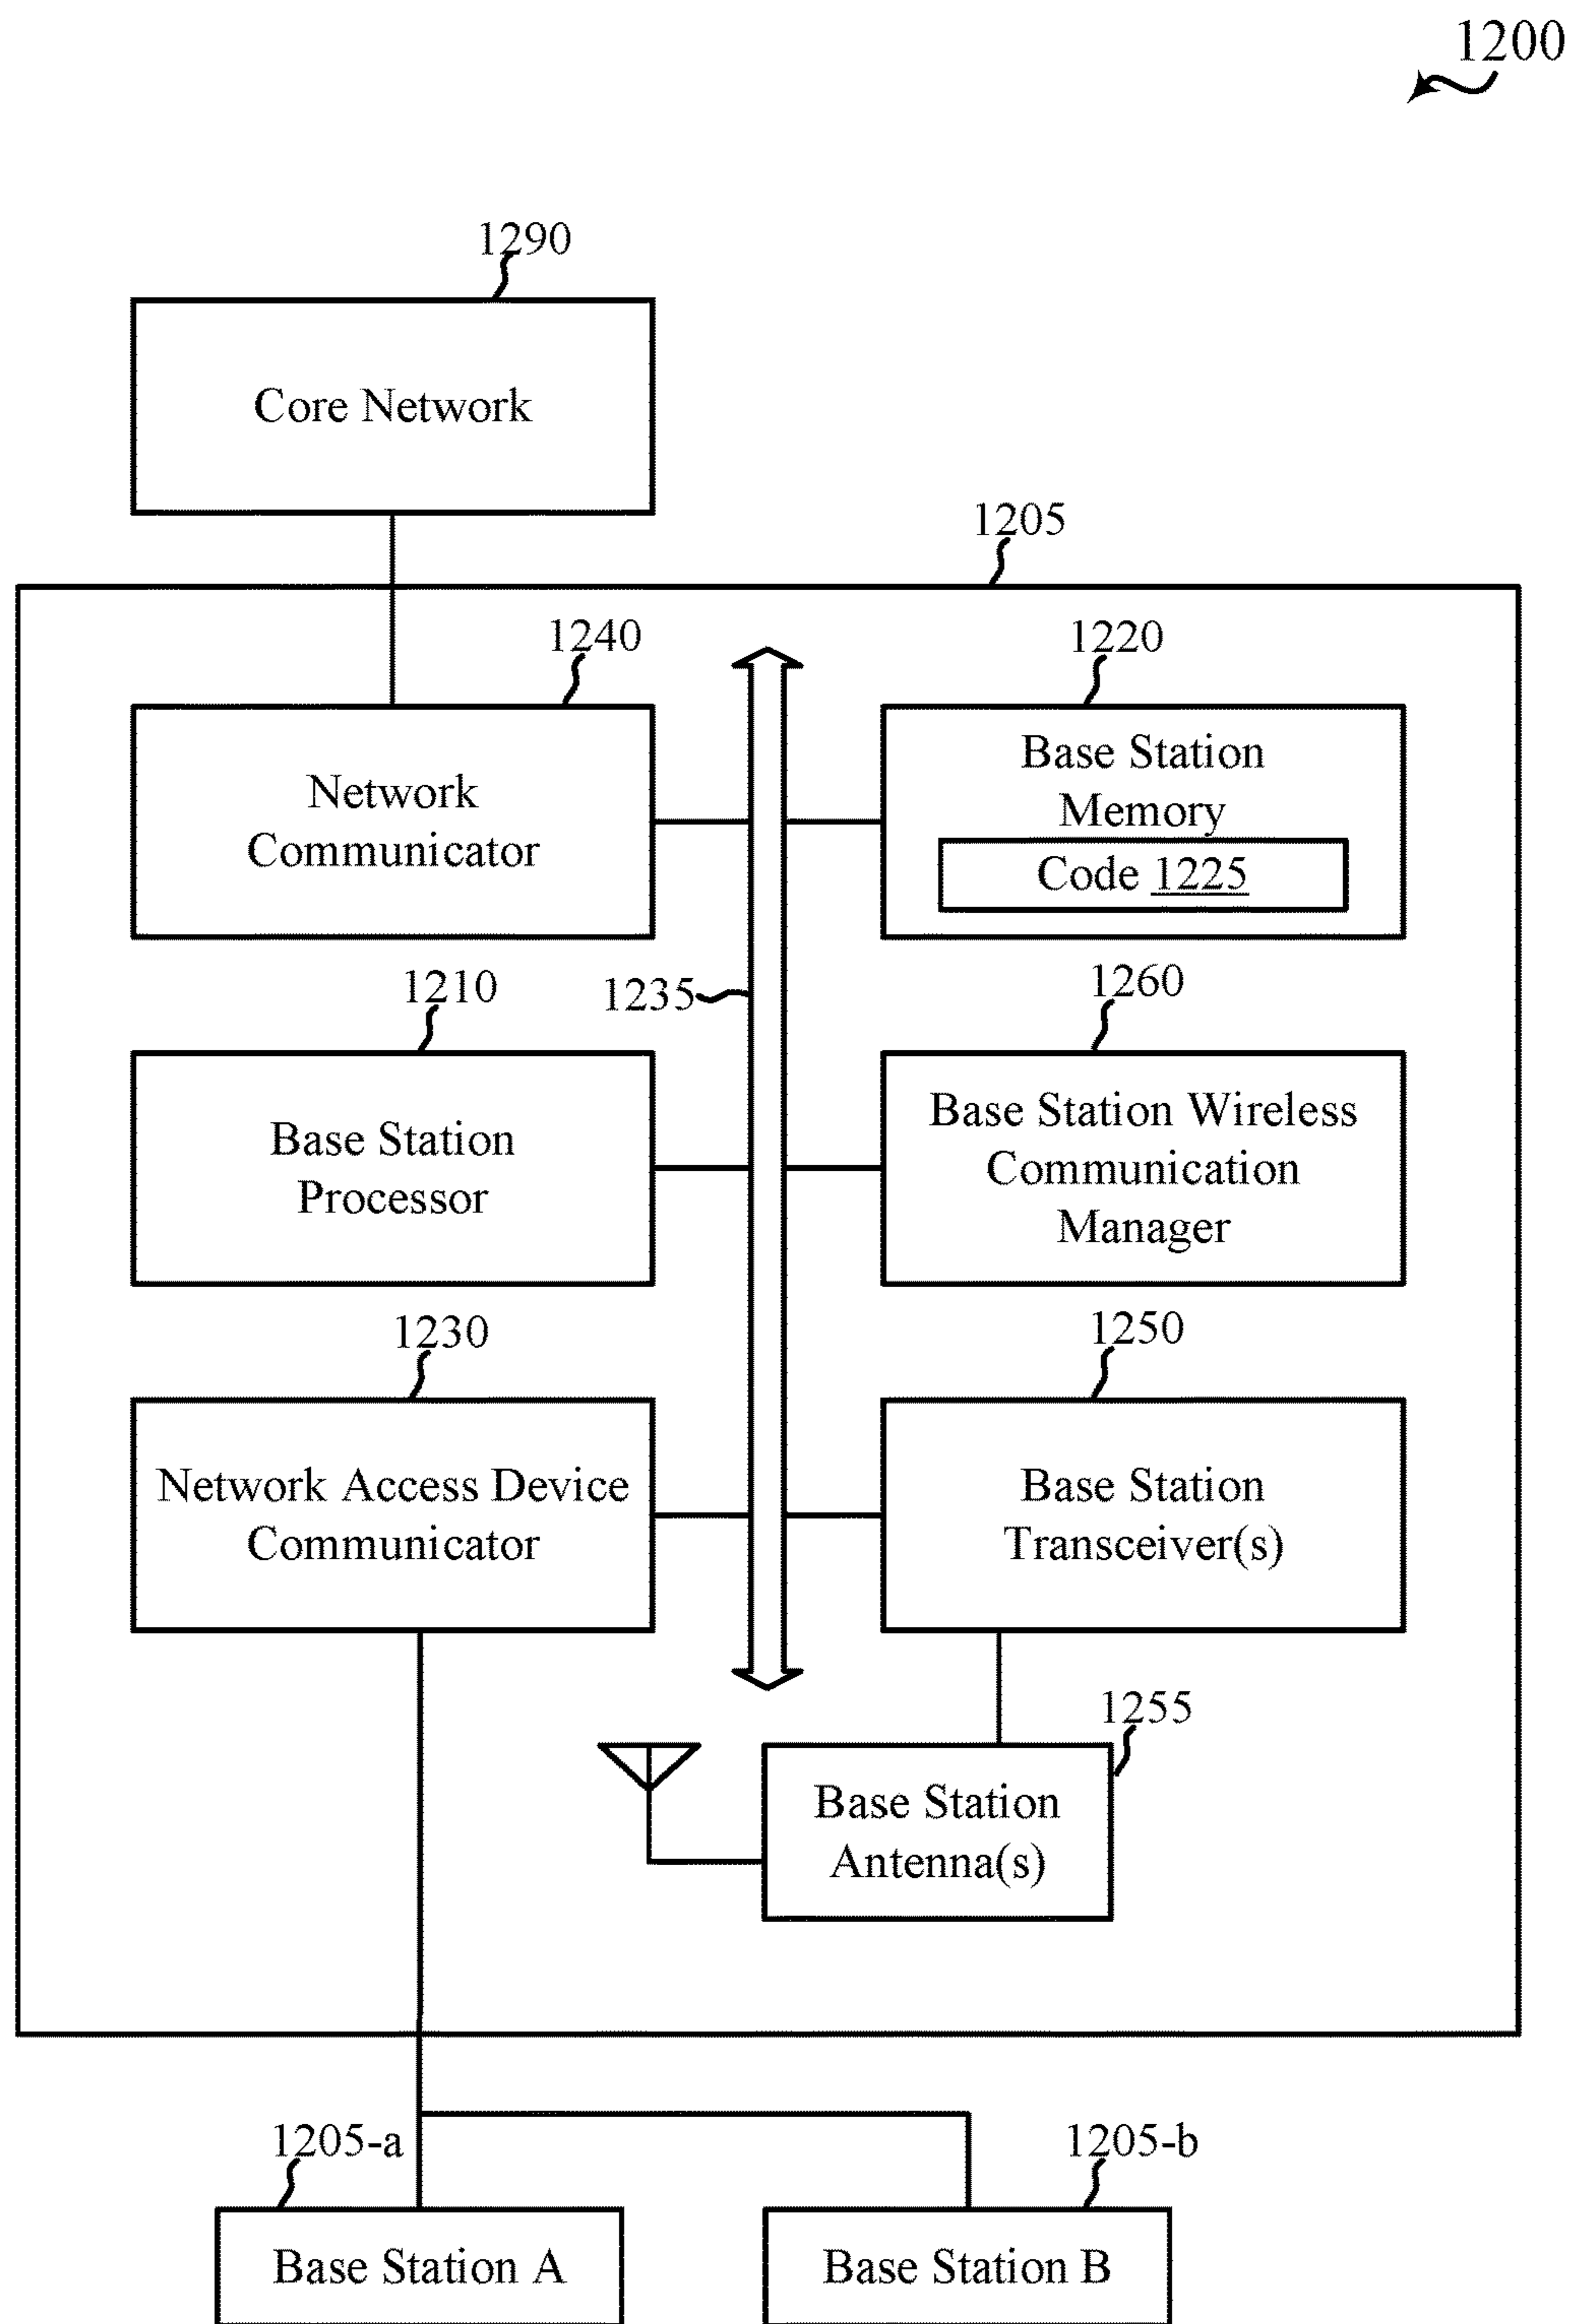 1200
1290
Core Network
1205
1240
1220
Network
Communicator
Base Station
Memory
Code 1225
1210
1235
1260
Base Station
Processor
Base Station Wireless
Communication
Manager
1230
1250
Network Access Device
Communicator
Base Station
Transceiver(s)
1255
Base Station
Antenna(s)
1205-a
1205-b
Base Station A
Base Station B